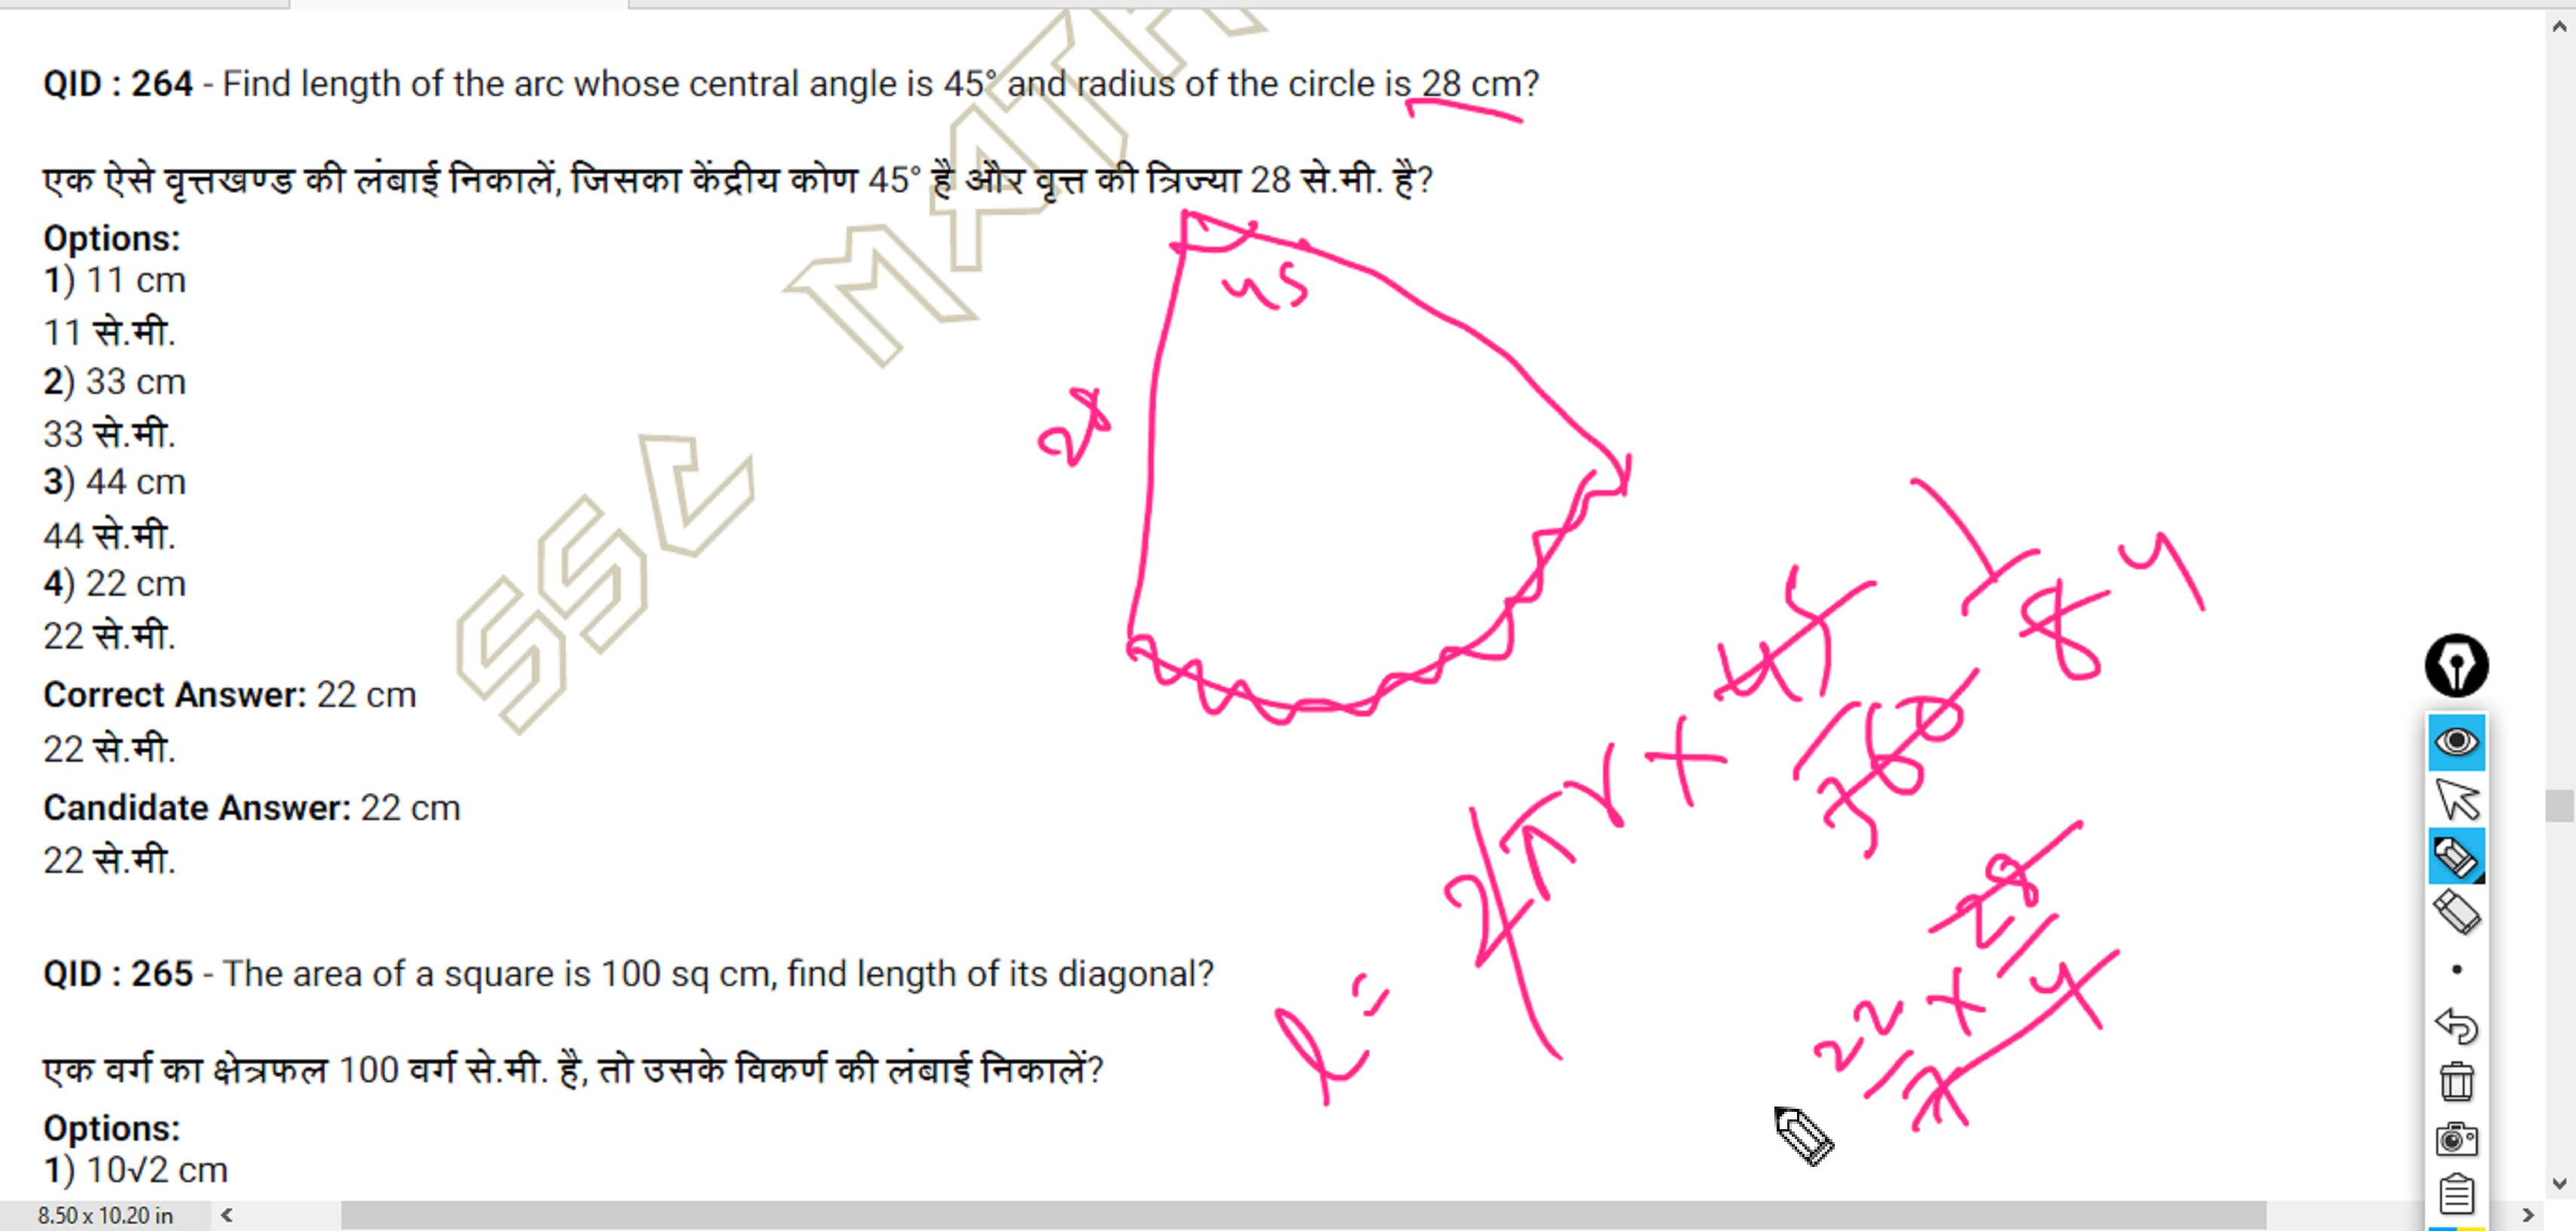 QID : 264 - Find length of the arc whose central angle is 45° and radius of the circle is 28 cm?
एक ऐसे वृत्तखण्ड की लंबाई निकालें, जिसका केंद्रीय कोण 45° है और वृत्त की त्रिज्या 28 से.मी. है?
Options:
1) 11 cm
11 से.मी.
2) 33 cm
33 से.मी.
3) 44 cm
44 से.मी.
4) 22 cm
22 से.मी.
Correct Answer: 22 cm
22 से.मी.
Candidate Answer: 22 cm
22 से.मी.
QID : 265 - The area of a square is 100 sq cm, find length of its diagonal?
एक वर्ग का क्षेत्रफल 100 वर्ग से.मी. है, तो उसके विकर्ण की लंबाई निकालें?
Options:
1) 10√2 cm
SSC MATH
45
28
l = 2πr × 45/360
1/8 4
22/7 × 28/4
8.50 x 10.20 in